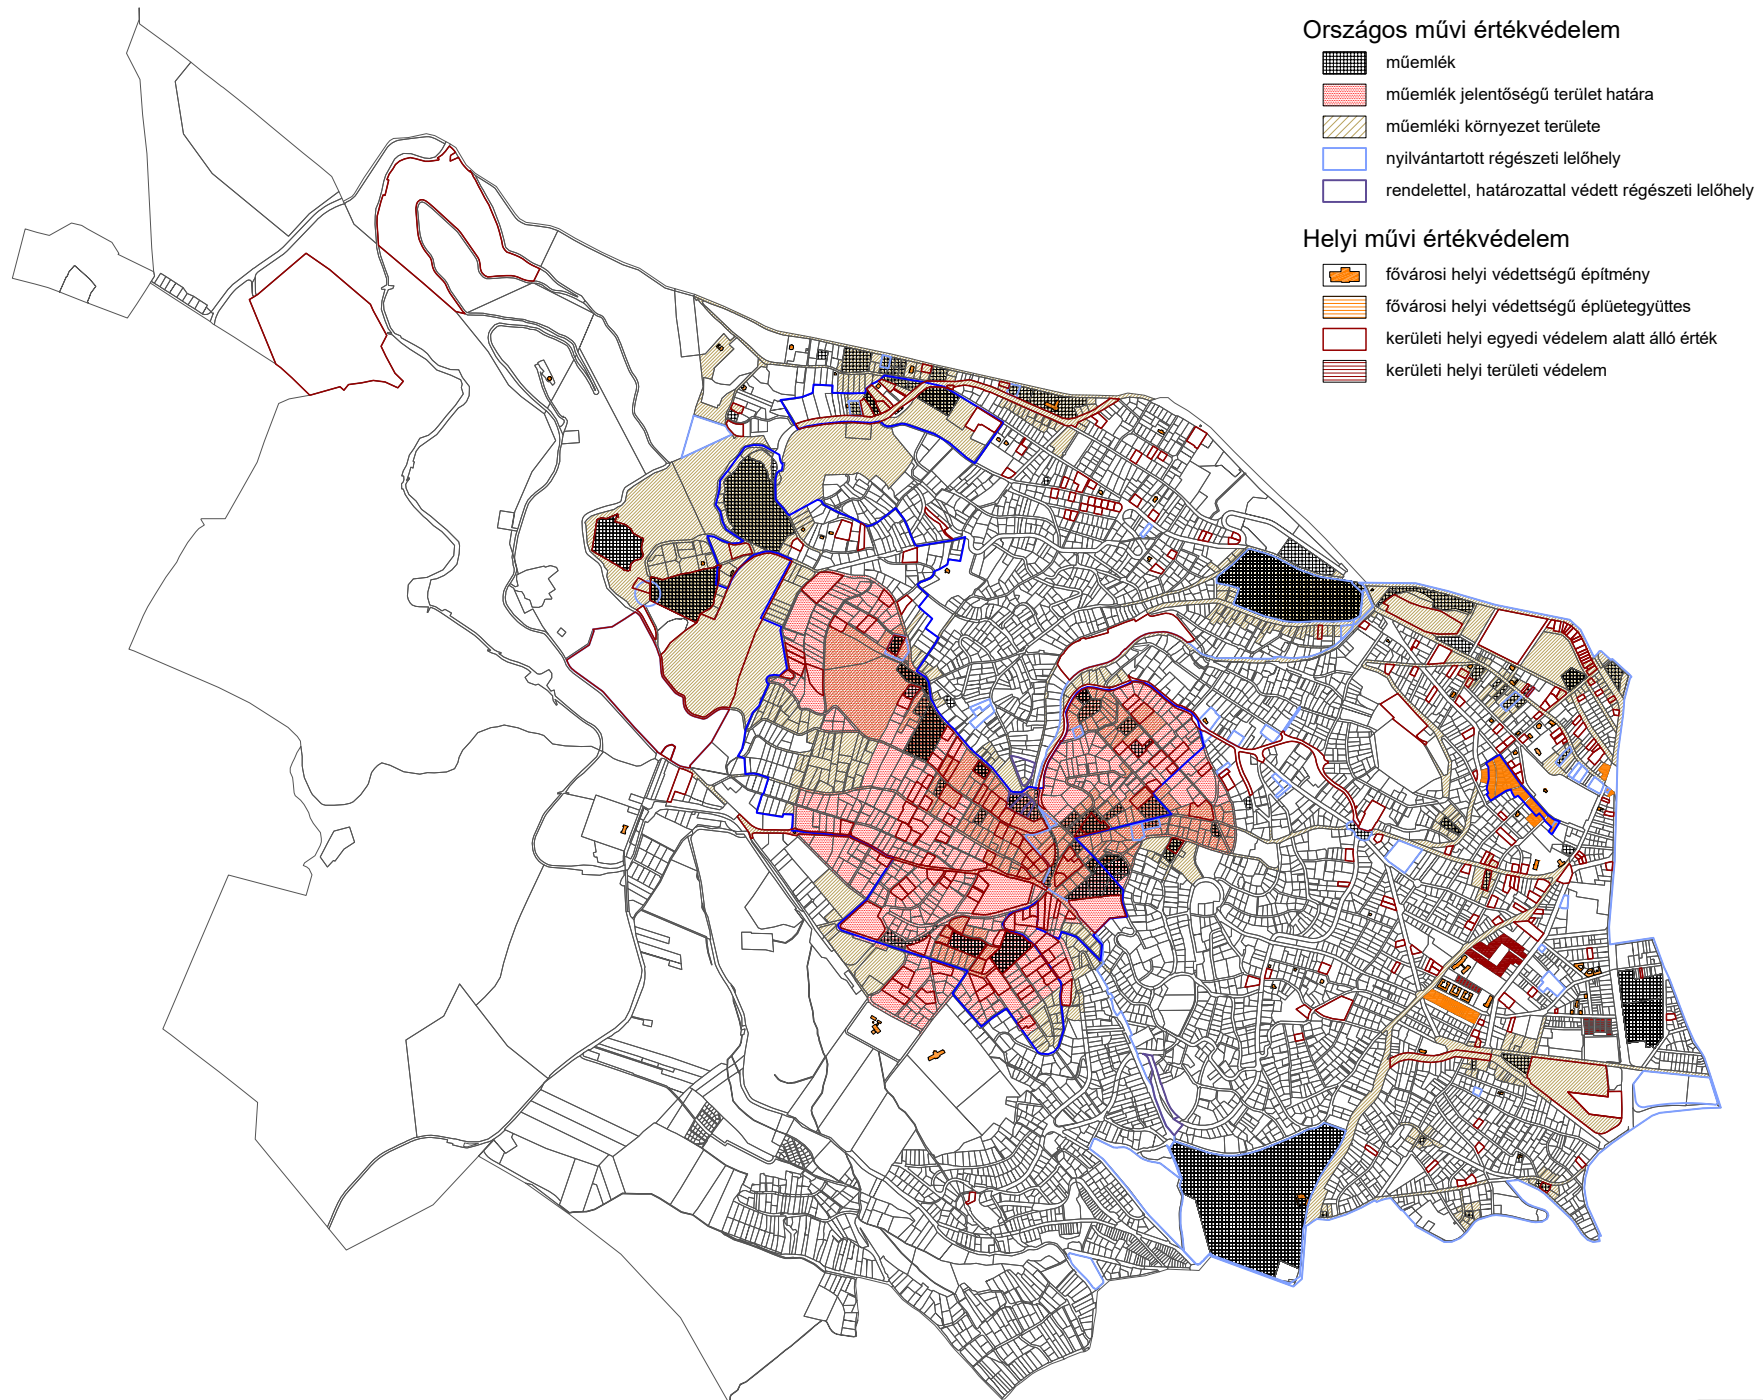 Országos művi értékvédelem
műemlék
műemlék jelentőségű terület határa
műemléki környezet területe
nyilvántartott régészeti lelőhely
rendelettel, határozattal védett régészeti lelőhely
Helyi művi értékvédelem
fővárosi helyi védettségű építmény
fővárosi helyi védettségű éplüetegyüttes
kerületi helyi egyedi védelem alatt álló érték
kerületi helyi területi védelem